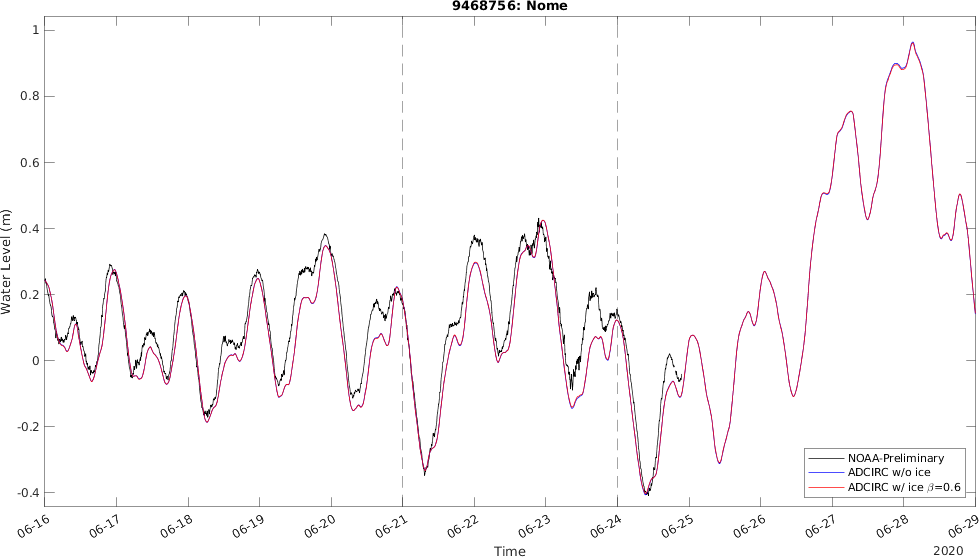 9468756: Nome
Water Level (m)
1
0.8
0.6
0.4
0.2
0
-0.2
-0.4
NOAA-Preliminary
ADCIRC w/o ice
ADCIRC w/ ice β=0.6
06-16 06-17 06-18 06-19 06-20 06-21 06-22 06-23 06-24 06-25 06-26 06-27 06-28 06-29
Time
2020